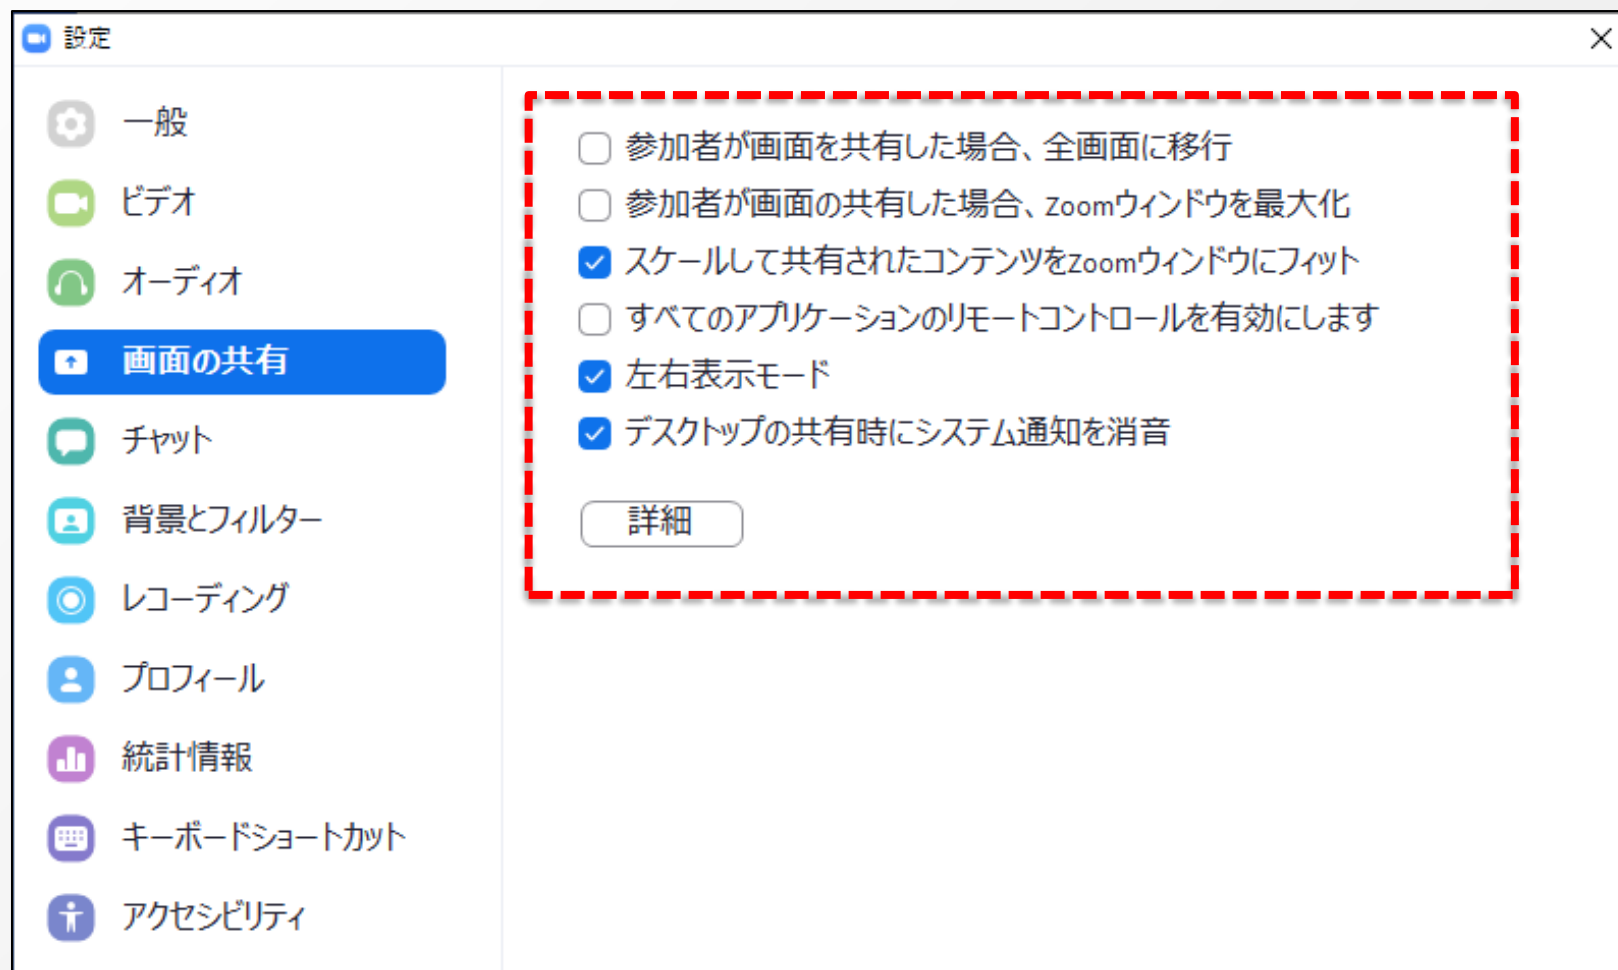 設定
一般
ビデオ
オーディオ
画面の共有
チャット
背景とフィルター
レコーディング
プロフィール
統計情報
キーボードショートカット
アクセシビリティ
参加者が画面を共有した場合、全画面に移行
参加者が画面の共有した場合、Zoomウィンドウを最大化
スケールして共有されたコンテンツをZoomウィンドウにフィット
すべてのアプリケーションのリモートコントロールを有効にします
左右表示モード
デスクトップの共有時にシステム通知を消音
詳細